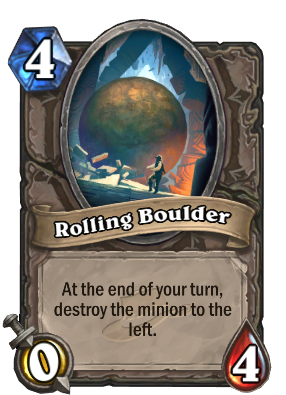 4
Rolling Boulder
At the end of your turn,
destroy the minion to the
left.
0
4